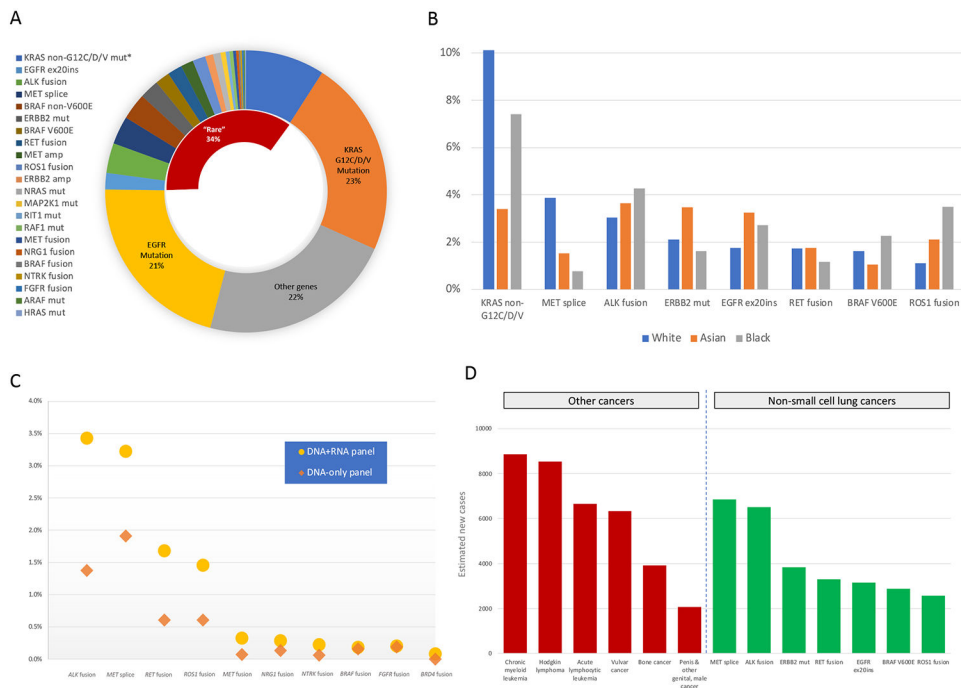 A
KRAS non-G12C/D/V mut*
EGFR ex20ins
ALK fusion
MET splice
BRAF non-V600E
ERBB2 mut
BRAF V600E
RET fusion
MET amp
ROS1 fusion
ERBB2 amp
NRAS mut
MAP2K1 mut
RIT1 mut
RAF1 mut
MET fusion
NRG1 fusion
BRAF fusion
NTRK fusion
FGFR fusion
ARAF mut
HRAS mut
"Rare"
34%
KRAS
G12C/D/V
Mutation
23%
EGFR
Mutation
21%
Other genes
22%
B
10%
8%
6%
4%
2%
0%
KRAS non-
G12C/D/V
MET splice
ALK fusion
ERBB2 mut
EGFR ex20ins
RET fusion
BRAF V600E
ROS1 fusion
White
Asian
Black
C
4.0%
3.5%
3.0%
2.5%
2.0%
1.5%
1.0%
0.5%
0.0%
DNA+RNA panel
DNA-only panel
ALK fusion
MET splice
RET fusion
ROS1 fusion
MET fusion
NRG1 fusion
NTRK fusion
BRAF fusion
FGFR fusion
BRD4 fusion
D
Other cancers
Non-small cell lung cancers
Estimated new cases
10000
8000
6000
4000
2000
0
Chronic
myeloid
leukemia
Hodgkin
lymphoma
Acute
lymphocytic
leukemia
Vulvar
cancer
Bone cancer
Penis &
other
genital, male
cancer
MET splice
ALK fusion
ERBB2 mut
RET fusion
EGFR
ex20ins
BRAF V600E
ROS1 fusion